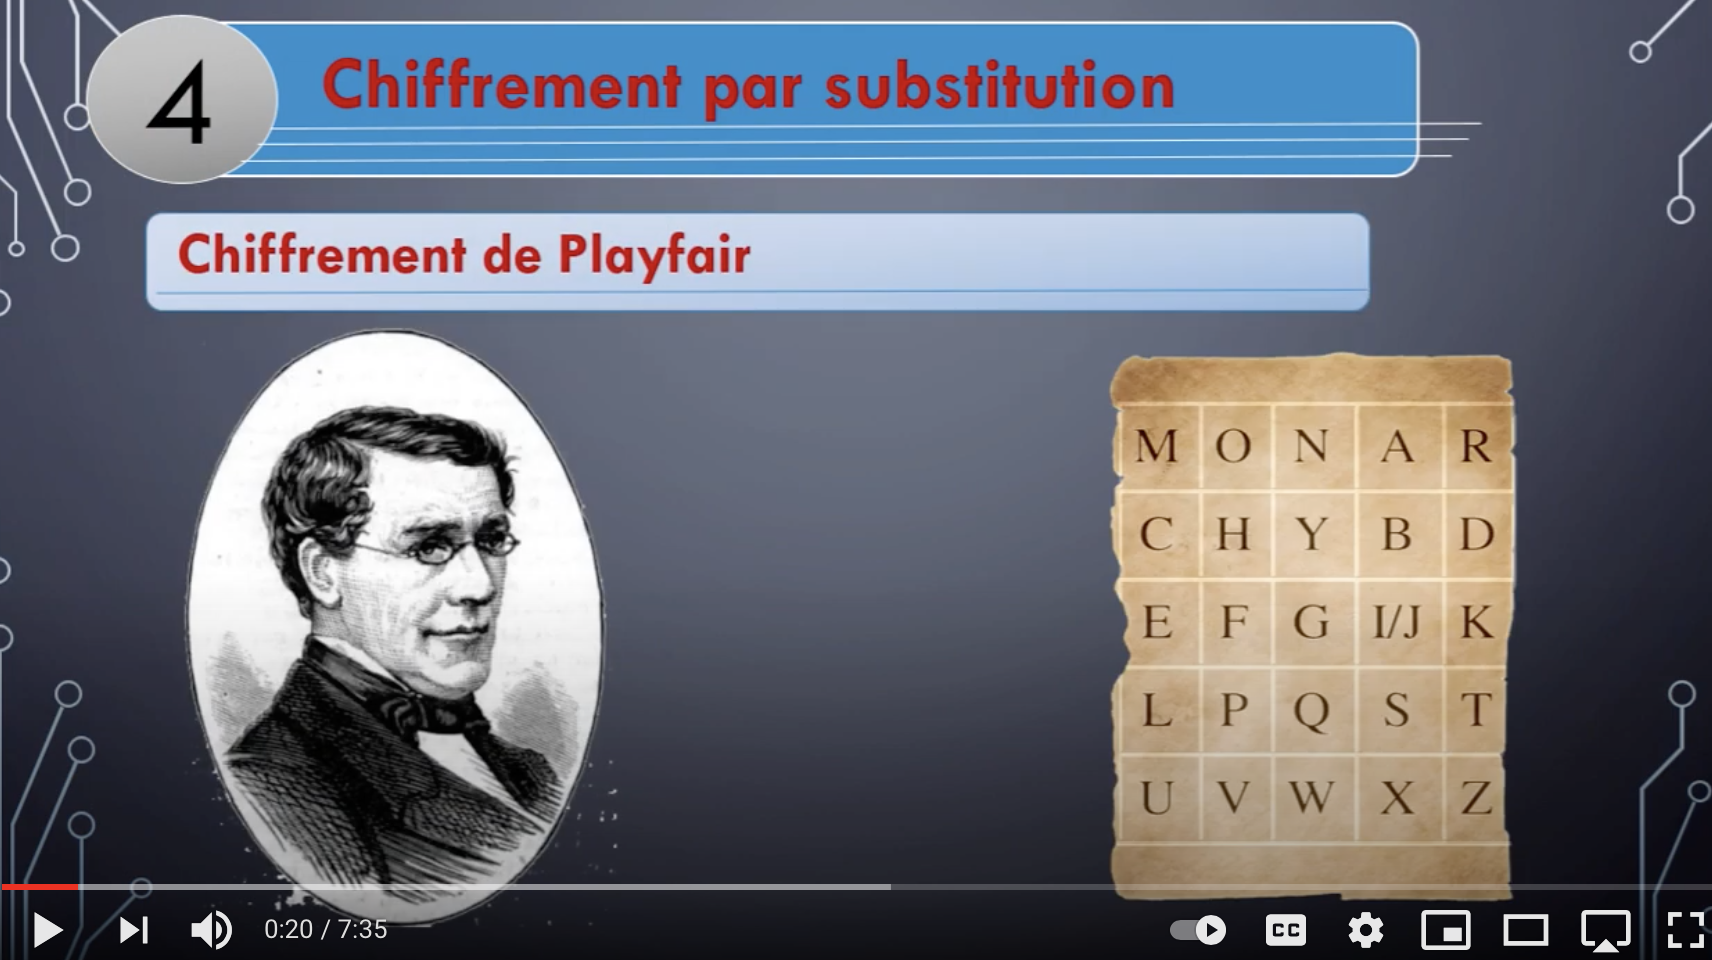 4
Chiffrement par substitution
Chiffrement de Playfair
M O N A R
C H Y B D
E F G I/J K
L P Q S T
U V W X Z
0:20 / 7:35
CC